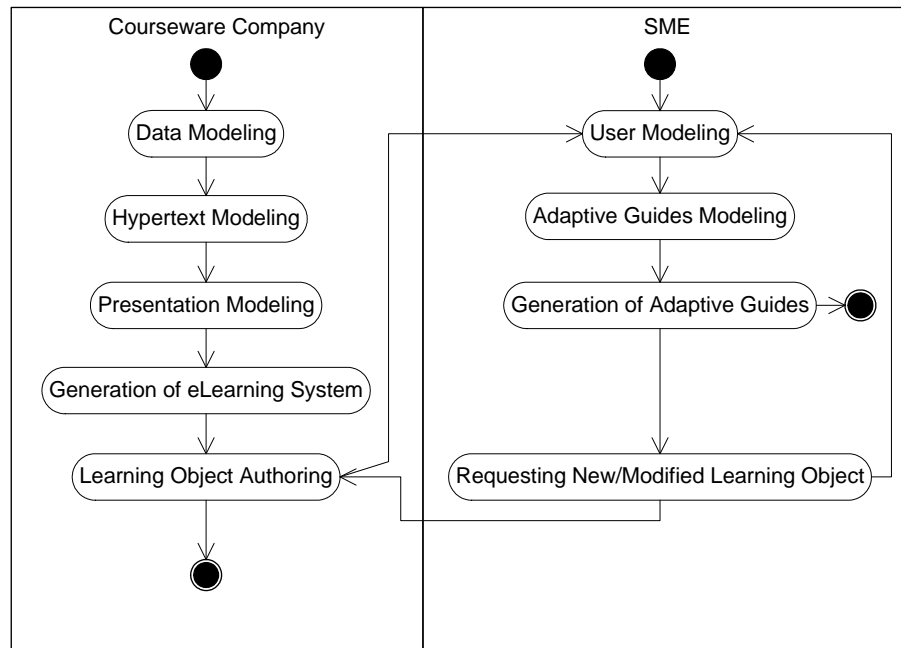 Courseware Company
SME
Data Modeling
User Modeling
Hypertext Modeling
Adaptive Guides Modeling
Presentation Modeling
Generation of Adaptive Guides
Generation of eLearning System
Learning Object Authoring
Requesting New/Modified Learning Object